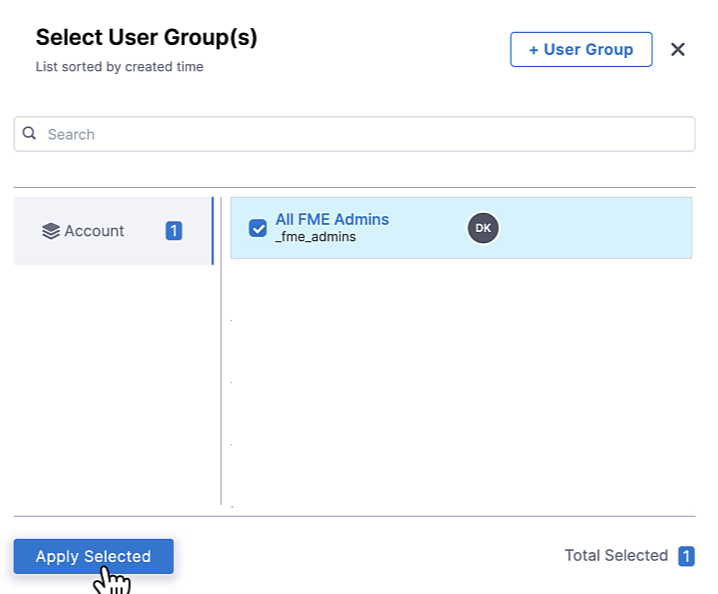 Select User Group(s)
List sorted by created time
+ User Group
Search
Account 1
All FME Admins
_fme_admins
DK
Apply Selected
Total Selected 1